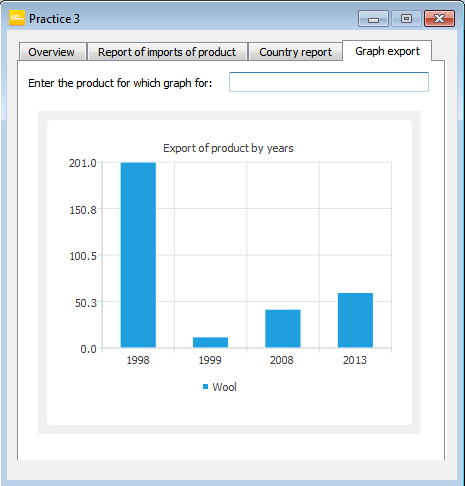 Practice 3
Overview
Report of imports of product
Country report
Graph export
Enter the product for which graph for:
Export of product by years
201.0
150.8
100.5
50.3
0.0
1998 1999 2008 2013
Wool